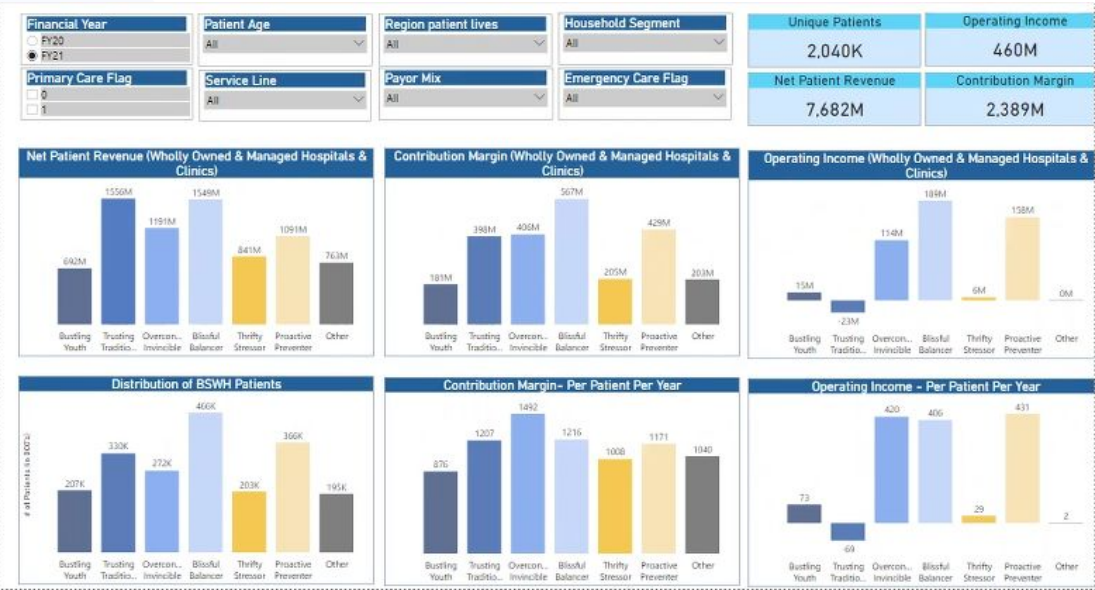 Financial Year
FY20
FY21
Patient Age
All
Region patient lives
All
Household Segment
All
Primary Care Flag
0
1
Service Line
All
Payor Mix
All
Emergency Care Flag
All
Unique Patients
2,040K
Operating Income
460M
Net Patient Revenue
7,682M
Contribution Margin
2,389M
Net Patient Revenue (Wholly Owned & Managed Hospitals &
Clinics)
692M
1556M
1191M
1549M
841M
1091M
763M
Bustling
Youth
Trusting
Traditio...
Overcon...
Invincible
Blissful
Balancer
Thrifty
Stressor
Proactive
Preventer
Other
Contribution Margin (Wholly Owned & Managed Hospitals &
Clinics)
181M
398M
406M
567M
205M
429M
203M
Bustling
Youth
Trusting
Traditio...
Overcon...
Invincible
Blissful
Balancer
Thrifty
Stressor
Proactive
Preventer
Other
Operating Income (Wholly Owned & Managed Hospitals &
Clinics)
15M
-23M
114M
189M
6M
158M
0M
Bustling
Youth
Trusting
Traditio...
Overcon...
Invincible
Blissful
Balancer
Thrifty
Stressor
Proactive
Preventer
Other
Distribution of BSWH Patients
# of Patients (in 000's)
207K
330K
272K
466K
203K
366K
195K
Bustling
Youth
Trusting
Traditio...
Overcon...
Invincible
Blissful
Balancer
Thrifty
Stressor
Proactive
Preventer
Other
Contribution Margin- Per Patient Per Year
876
1207
1492
1216
1008
1171
1040
Bustling
Youth
Trusting
Traditio...
Overcon...
Invincible
Blissful
Balancer
Thrifty
Stressor
Proactive
Preventer
Other
Operating Income - Per Patient Per Year
73
-69
420
406
29
431
2
Bustling
Youth
Trusting
Traditio...
Overcon...
Invincible
Blissful
Balancer
Thrifty
Stressor
Proactive
Preventer
Other